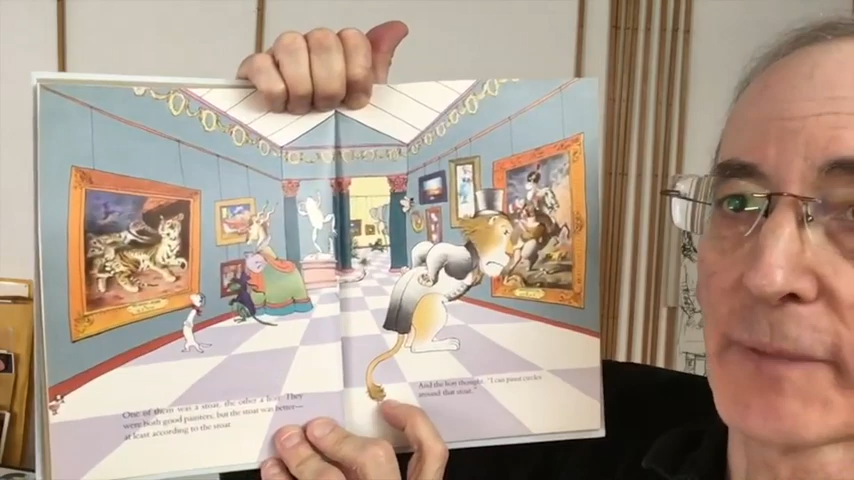 One of them was a stoat, the other a lion. They
were both good painters, but the stoat was better—
at least according to the stoat.
And the lion thought, "I can paint circles
around that stoat."